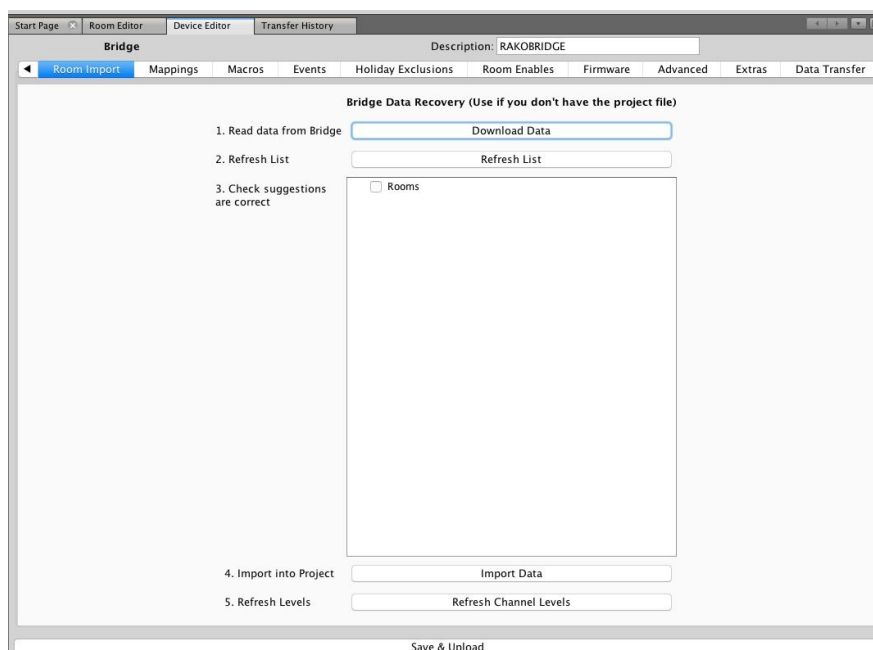 Start Page Room Editor Device Editor Transfer History
Bridge Description: RAKOBRIDGE
Room Import Mappings Macros Events Holiday Exclusions Room Enables Firmware Advanced Extras Data Transfer
Bridge Data Recovery (Use if you don't have the project file)
1. Read data from Bridge Download Data
2. Refresh List Refresh List
3. Check suggestions
are correct
Rooms
4. Import into Project Import Data
5. Refresh Levels Refresh Channel Levels
Save & Upload